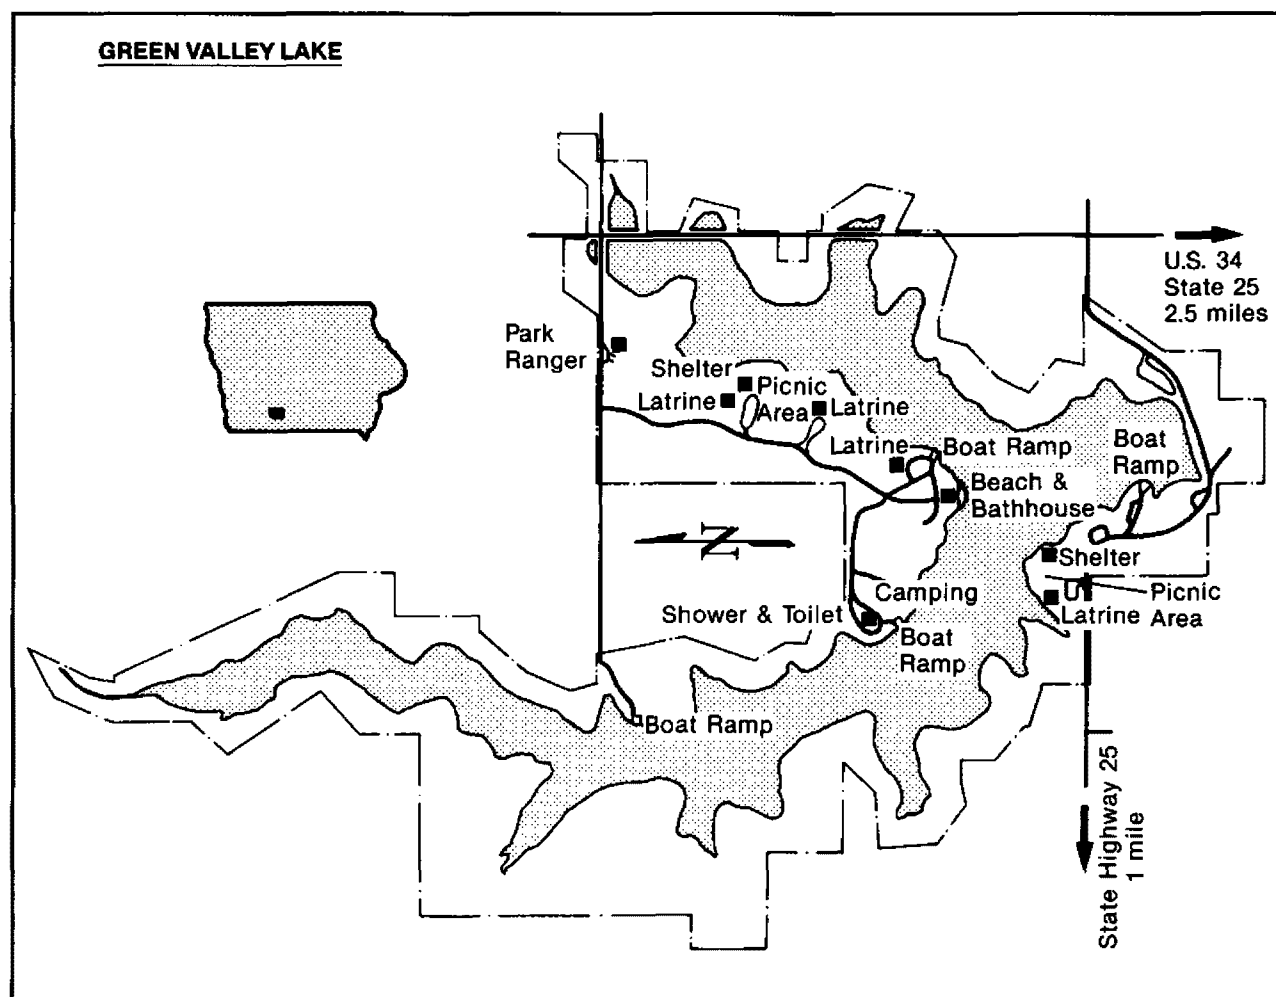 GREEN VALLEY LAKE
U.S. 34
State 25
2.5 miles
Park
Ranger
Shelter
Picnic
Area
Latrine
Latrine
Latrine
Boat Ramp
Boat
Ramp
Beach &
Bathhouse
N
Shelter
Camping
Picnic
Area
Latrine
Shower & Toilet
Boat
Ramp
Boat Ramp
State Highway 25
1 mile